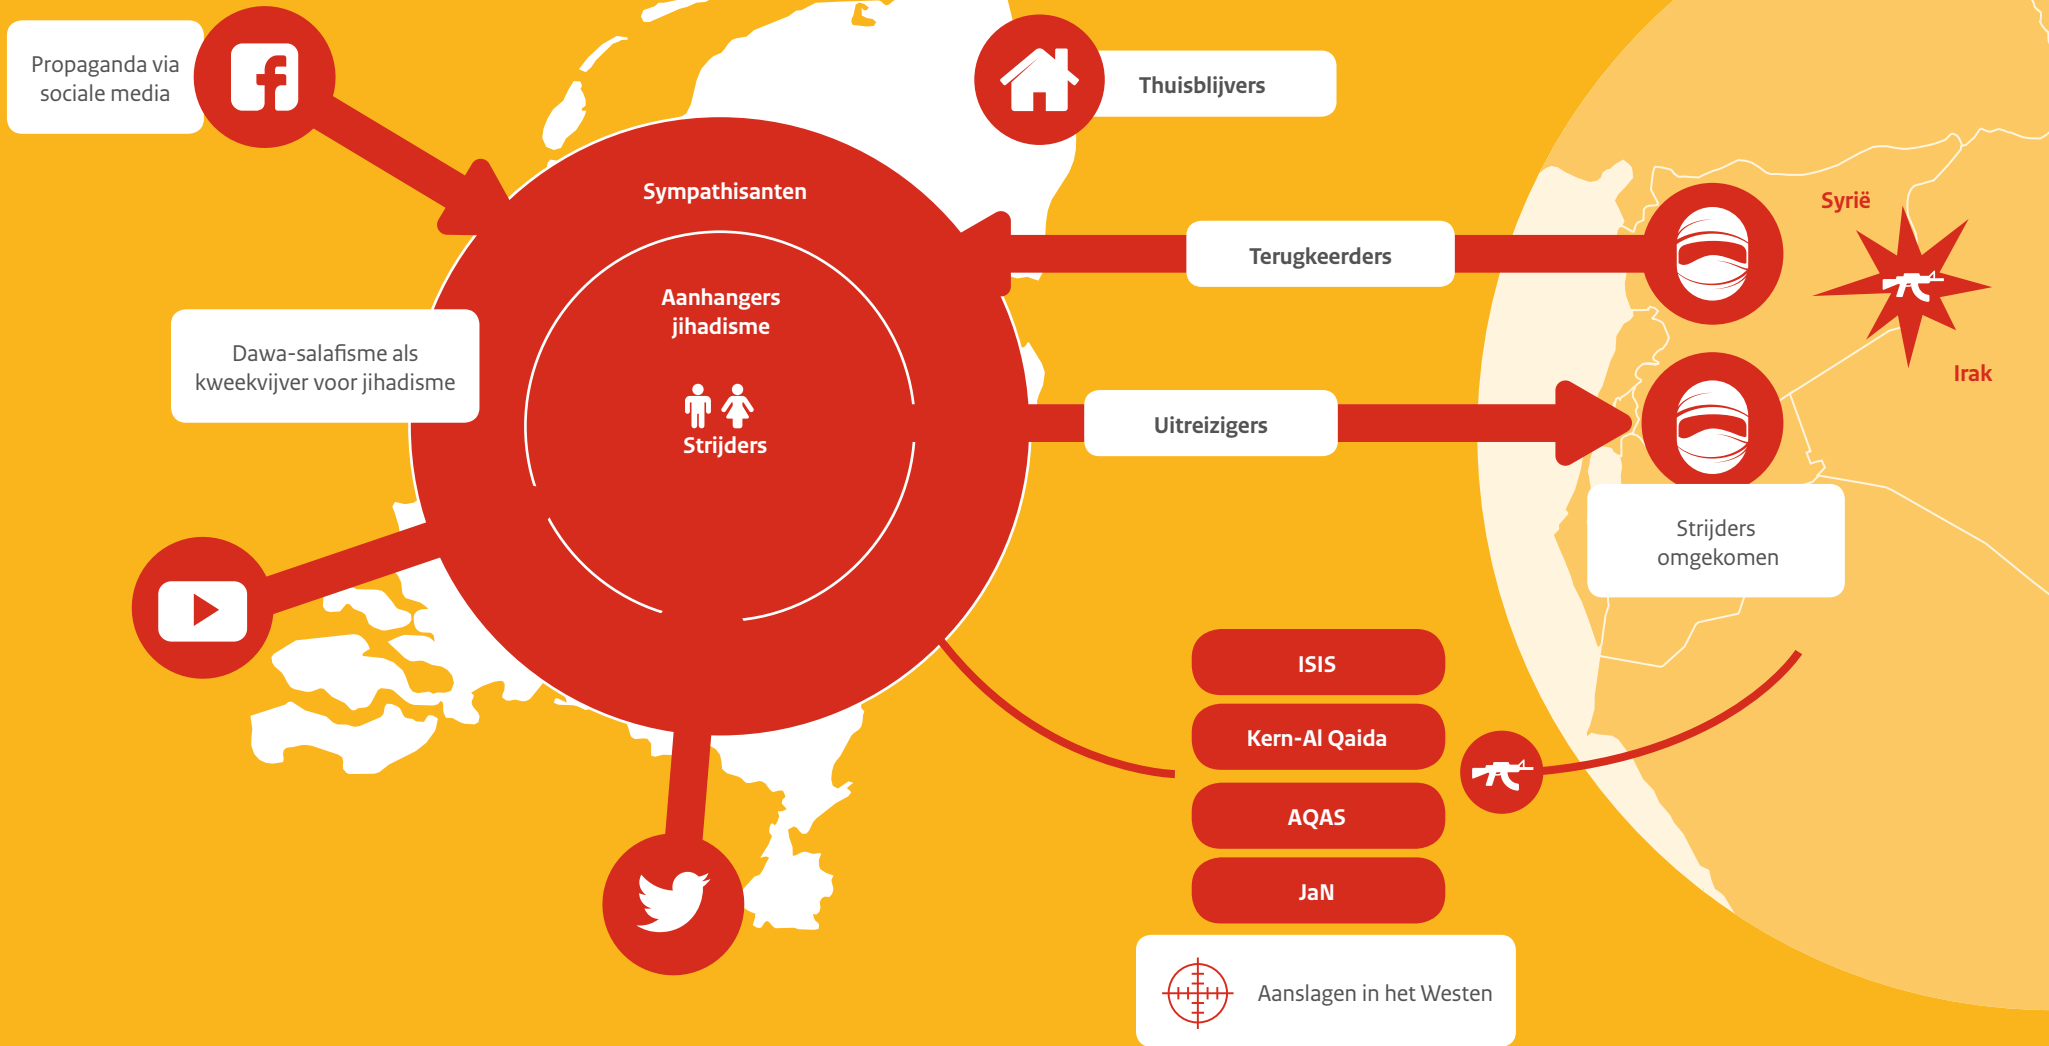 Propaganda via
sociale media
Thuisblijvers
Sympathisanten
Syrië
Terugkeerders
Aanhangers
jihadisme
Dawa-salafisme als
kweekvijver voor jihadisme
Irak
Strijders
Uitreizigers
Strijders
omgekomen
ISIS
Kern-Al Qaida
AQAS
JaN
Aanslagen in het Westen